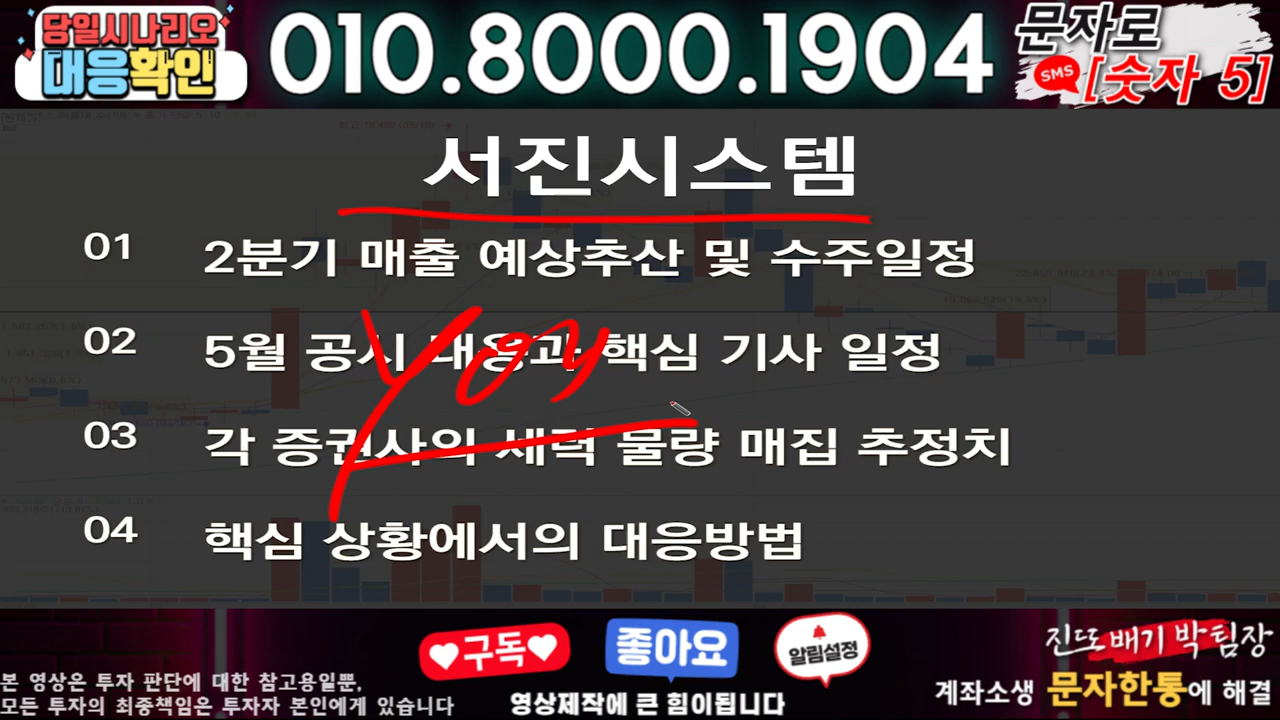 당일시나리오
대응확인
010.8000.1904
문자로
SMS
[숫자 5]
서진시스템
01 2분기 매출 예상추산 및 수주일정
02 5월 공시 내용과 핵심 기사 일정
03 각 증권사의 세력 물량 매집 추정치
04 핵심 상황에서의 대응방법
구독
좋아요
알림설정
영상제작에 큰 힘이됩니다
본 영상은 투자 판단에 대한 참고용일뿐,
모든 투자의 최종책임은 투자자 본인에게 있습니다
진또배기 박팀장
계좌소생 문자한통에 해결